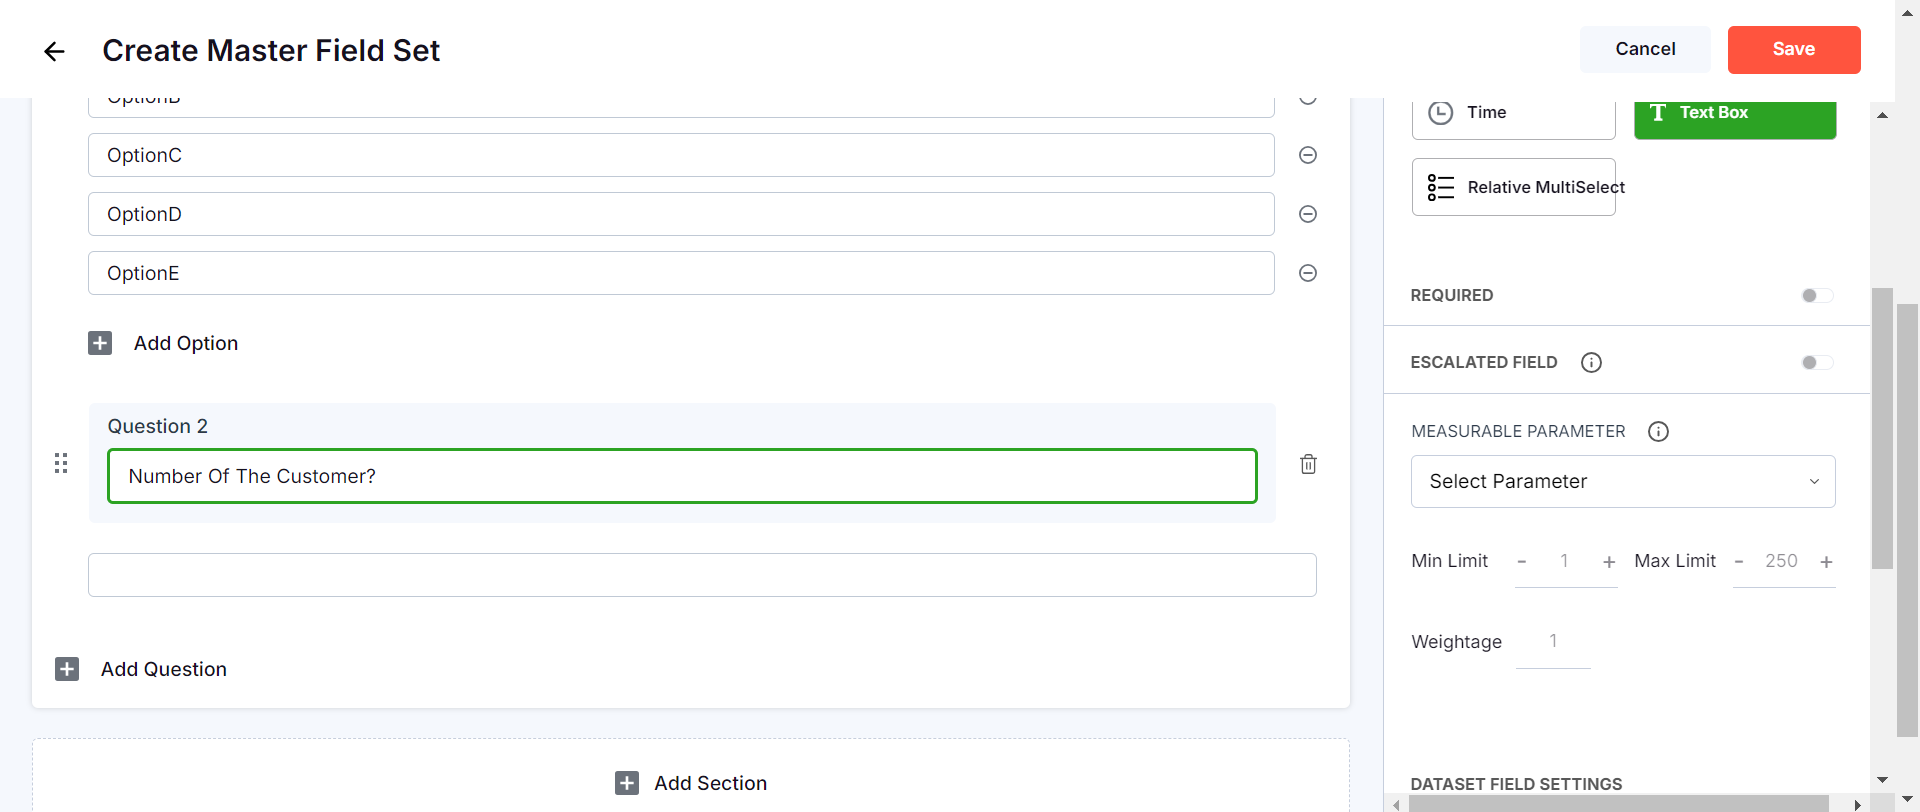 Create Master Field Set
Cancel
Save
OptionB
OptionC
OptionD
OptionE
Add Option
Question 2
Number Of The Customer?
Add Question
Add Section
Time
Text Box
Relative MultiSelect
REQUIRED
ESCALATED FIELD
MEASURABLE PARAMETER
Select Parameter
Min Limit - 1 + Max Limit - 250 +
Weightage 1
DATASET FIELD SETTINGS